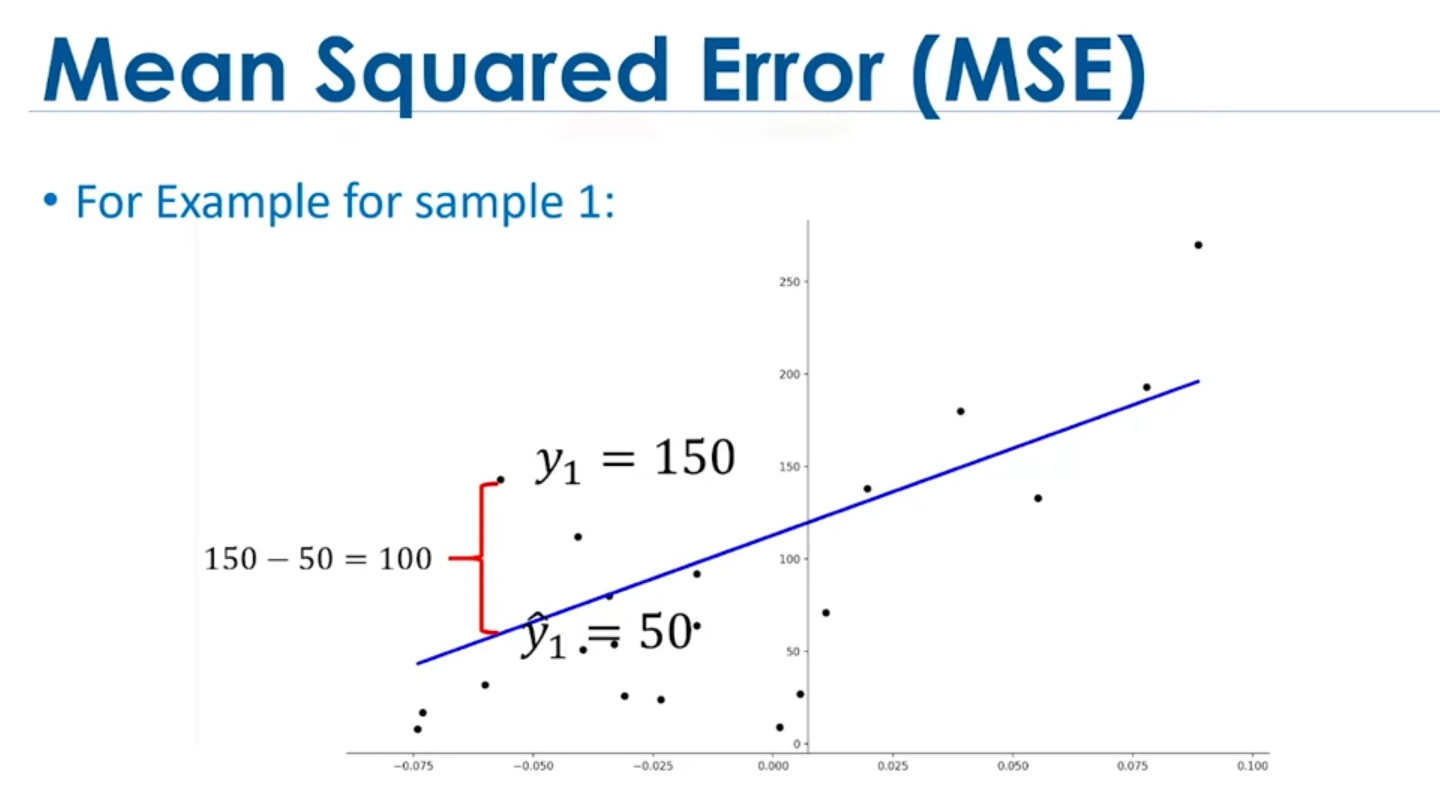 Mean Squared Error (MSE)
• For Example for sample 1:
250
200
y₁ = 150
150
150 − 50 = 100
100
ŷ₁ = 50
50
0
−0.075 −0.050 −0.025 0.000 0.025 0.050 0.075 0.100